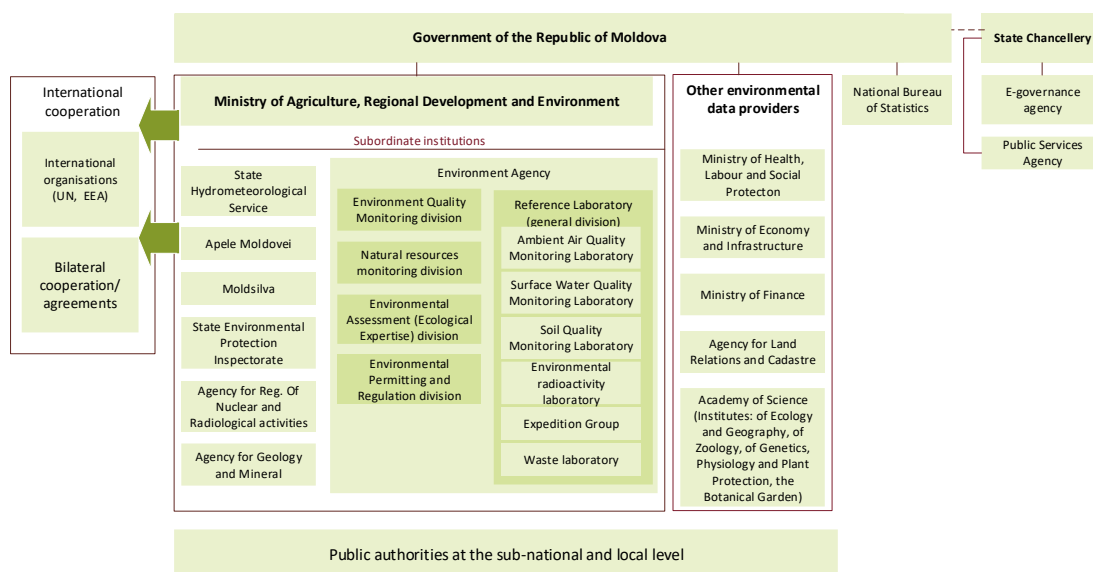 Government of the Republic of Moldova
State Chancellery
International
cooperation
International
organisations
(UN, EEA)
Bilateral
cooperation/
agreements
Ministry of Agriculture, Regional Development and Environment
Subordinate institutions
State
Hydrometeorological
Service
Apele Moldovei
Moldsilva
State Environmental
Protection
Inspectorate
Agency for Reg. Of
Nuclear and
Radiological activities
Agency for Geology
and Mineral
Environment Agency
Environment Quality
Monitoring division
Natural resources
monitoring division
Environmental
Assessment (Ecological
Expertise) division
Environmental
Permitting and
Regulation division
Reference Laboratory
(general division)
Ambient Air Quality
Monitoring Laboratory
Surface Water Quality
Monitoring Laboratory
Soil Quality
Monitoring Laboratory
Environmental
radioactivity
laboratory
Expedition Group
Waste laboratory
Other environmental
data providers
Ministry of Health,
Labour and Social
Protecton
Ministry of Economy
and Infrastructure
Ministry of Finance
Agency for Land
Relations and Cadastre
Academy of Science
(Institutes: of Ecology
and Geography, of
Zoology, of Genetics,
Physiology and Plant
Protection, the
Botanical Garden)
National Bureau
of Statistics
E-governance
agency
Public Services
Agency
Public authorities at the sub-national and local level